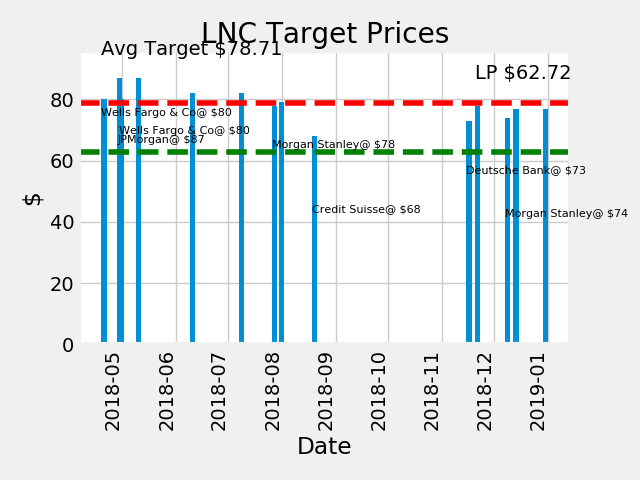 LNC Target Prices
Avg Target $78.71
LP $62.72
80
60
40
20
0
$
Wells Fargo & Co@ $80
Wells Fargo & Co@ $80
JPMorgan@ $87
Morgan Stanley@ $78
Credit Suisse@ $68
Deutsche Bank@ $73
Morgan Stanley@ $74
2018-05
2018-06
2018-07
2018-08
2018-09
2018-10
2018-11
2018-12
2019-01
Date